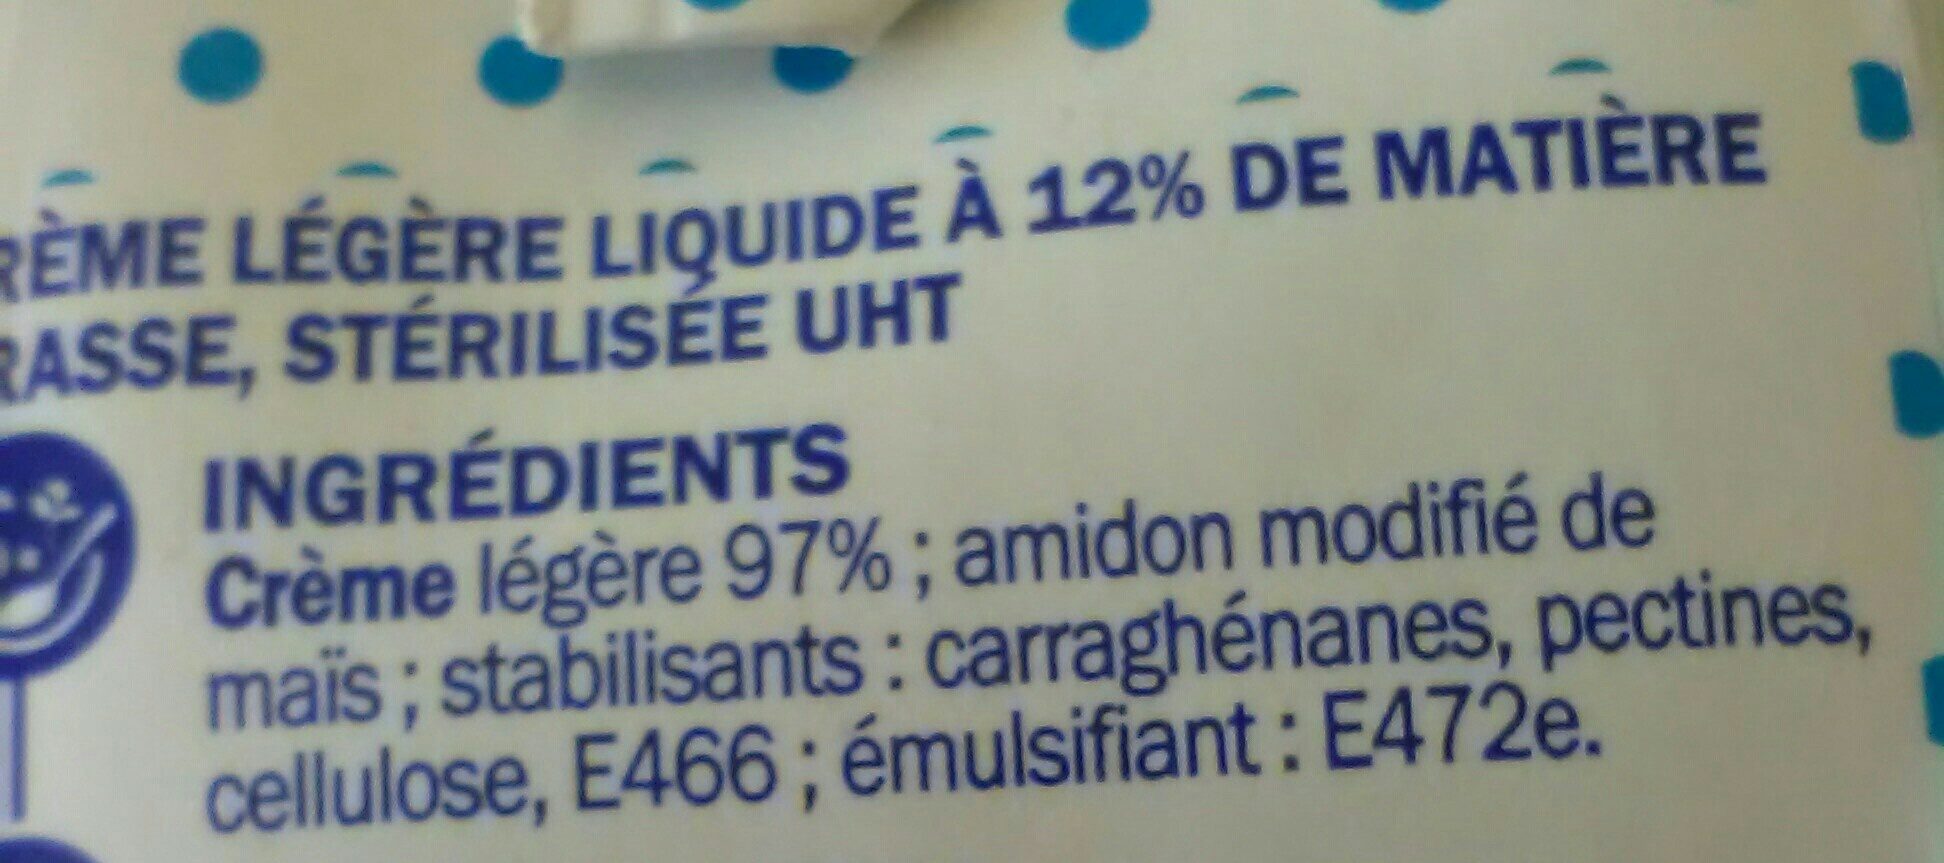 RÈME LÉGÈRE LIQUIDE À 12% DE MATIÈRE
RASSE, STÉRILISÉE UHT
INGRÉDIENTS
Crème légère 97% ; amidon modifié de
maïs ; stabilisants : carraghénanes, pectines,
cellulose, E466 ; émulsifiant : E472e.